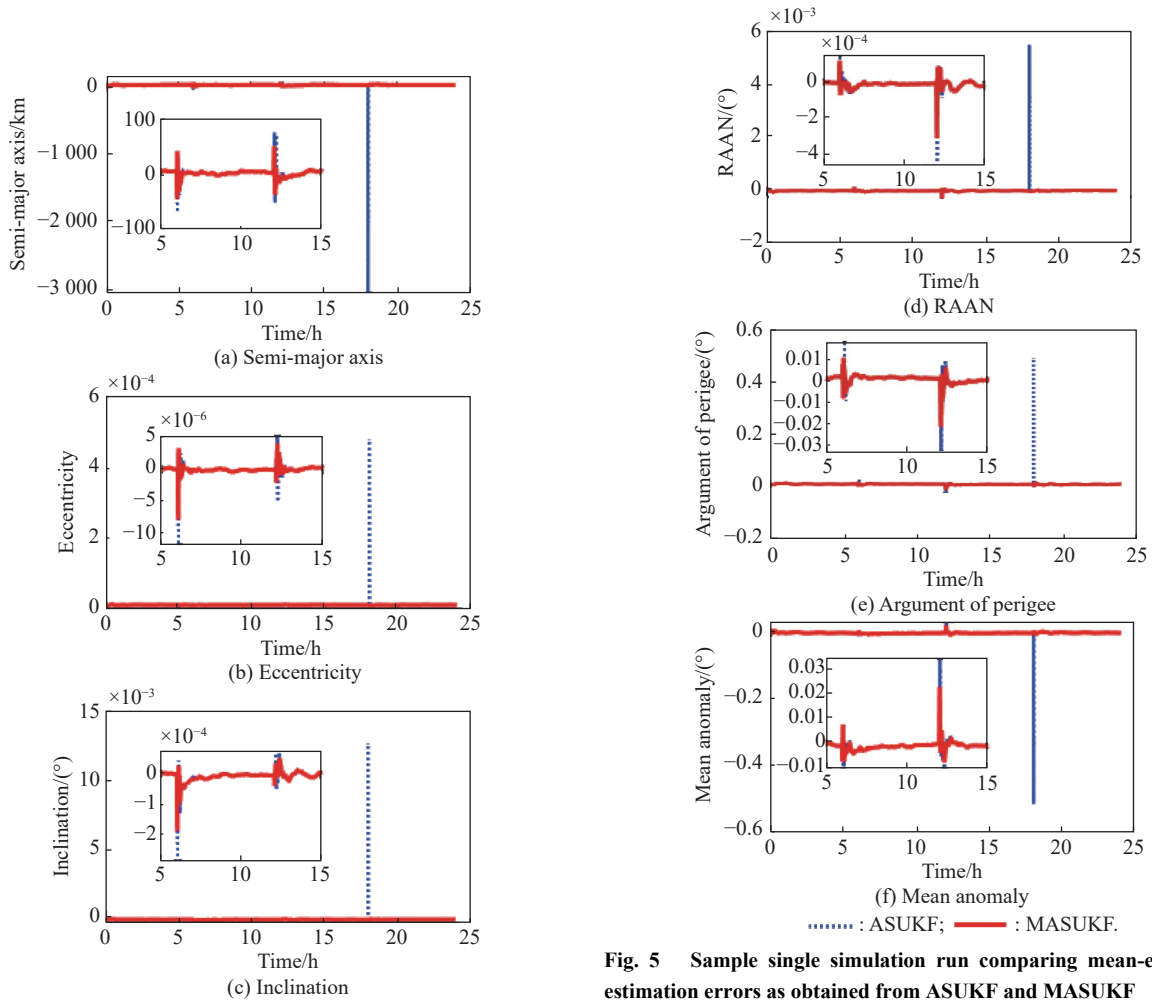 0
−1 000
−2 000
−3 000
Semi-major axis/km
100
0
−100
5 10 15
0 5 10 15 20 25
Time/h
(a) Semi-major axis
×10−4
6
4
2
0
Eccentricity
×10−6
5
0
−5
−10
5 10 15
0 5 10 15 20 25
Time/h
(b) Eccentricity
×10−3
15
10
5
0
Inclination/(°)
×10−4
0
−1
−2
5 10 15
0 5 10 15 20 25
Time/h
(c) Inclination
×10−3
6
4
2
0
−2
RAAN/(°)
×10−4
0
−2
−4
5 10 15
0 5 10 15 20 25
Time/h
(d) RAAN
0.6
0.4
0.2
0
−0.2
Argument of perigee/(°)
0.01
0
−0.01
−0.02
−0.03
5 10 15
0 5 10 15 20 25
Time/h
(e) Argument of perigee
0
−0.2
−0.4
−0.6
Mean anomaly/(°)
0.03
0.02
0.01
0
−0.01
5 10 15
0 5 10 15 20 25
Time/h
(f) Mean anomaly
: ASUKF; : MASUKF.
Fig. 5 Sample single simulation run comparing mean-e
estimation errors as obtained from ASUKF and MASUKF